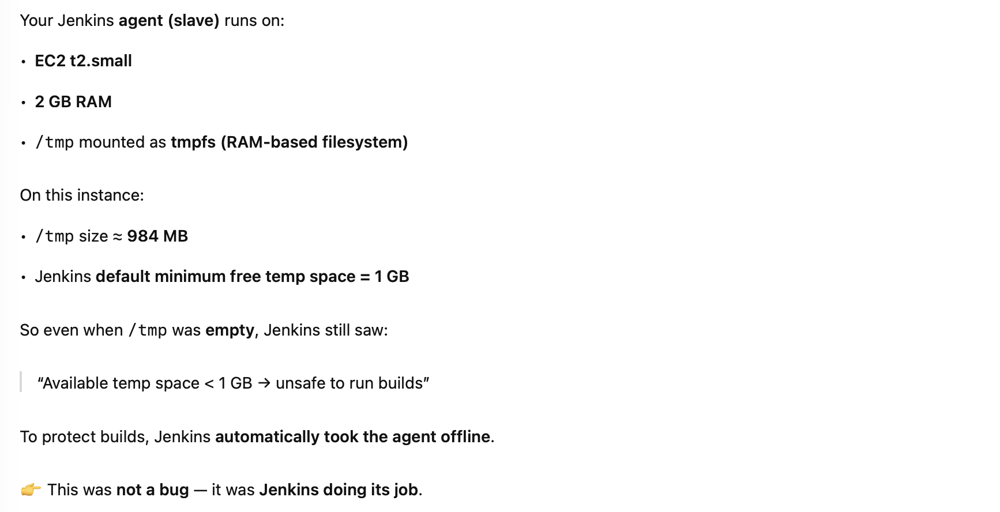 Your Jenkins agent (slave) runs on:
• EC2 t2.small
• 2 GB RAM
• /tmp mounted as tmpfs (RAM-based filesystem)
On this instance:
• /tmp size ≈ 984 MB
• Jenkins default minimum free temp space = 1 GB
So even when /tmp was empty, Jenkins still saw:
“Available temp space < 1 GB → unsafe to run builds”
To protect builds, Jenkins automatically took the agent offline.
👉 This was not a bug — it was Jenkins doing its job.